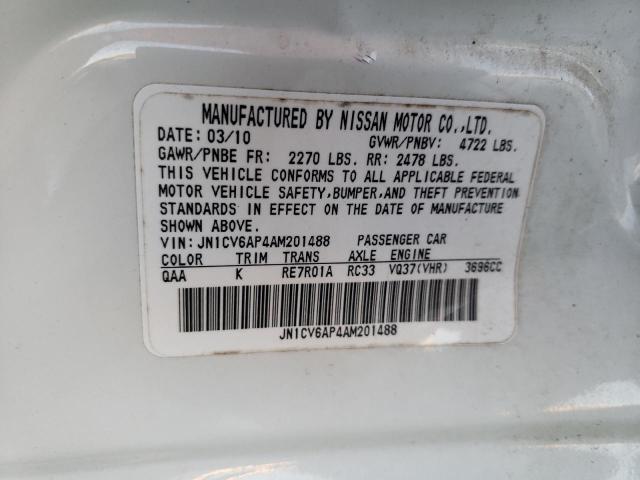 MANUFACTURED BY NISSAN MOTOR CO.,LTD.
DATE: 03/10 GVWR/PNBV: 4722 LBS.
GAWR/PNBE FR: 2270 LBS. RR: 2478 LBS.
THIS VEHICLE CONFORMS TO ALL APPLICABLE FEDERAL
MOTOR VEHICLE SAFETY,BUMPER,AND THEFT PREVENTION
STANDARDS IN EFFECT ON THE DATE OF MANUFACTURE
SHOWN ABOVE.
VIN: JN1CV6AP4AM201488 PASSENGER CAR
COLOR TRIM TRANS AXLE ENGINE
QAA K RE7R01A RC33 VQ37(VHR) 3696CC
JN1CV6AP4AM201488